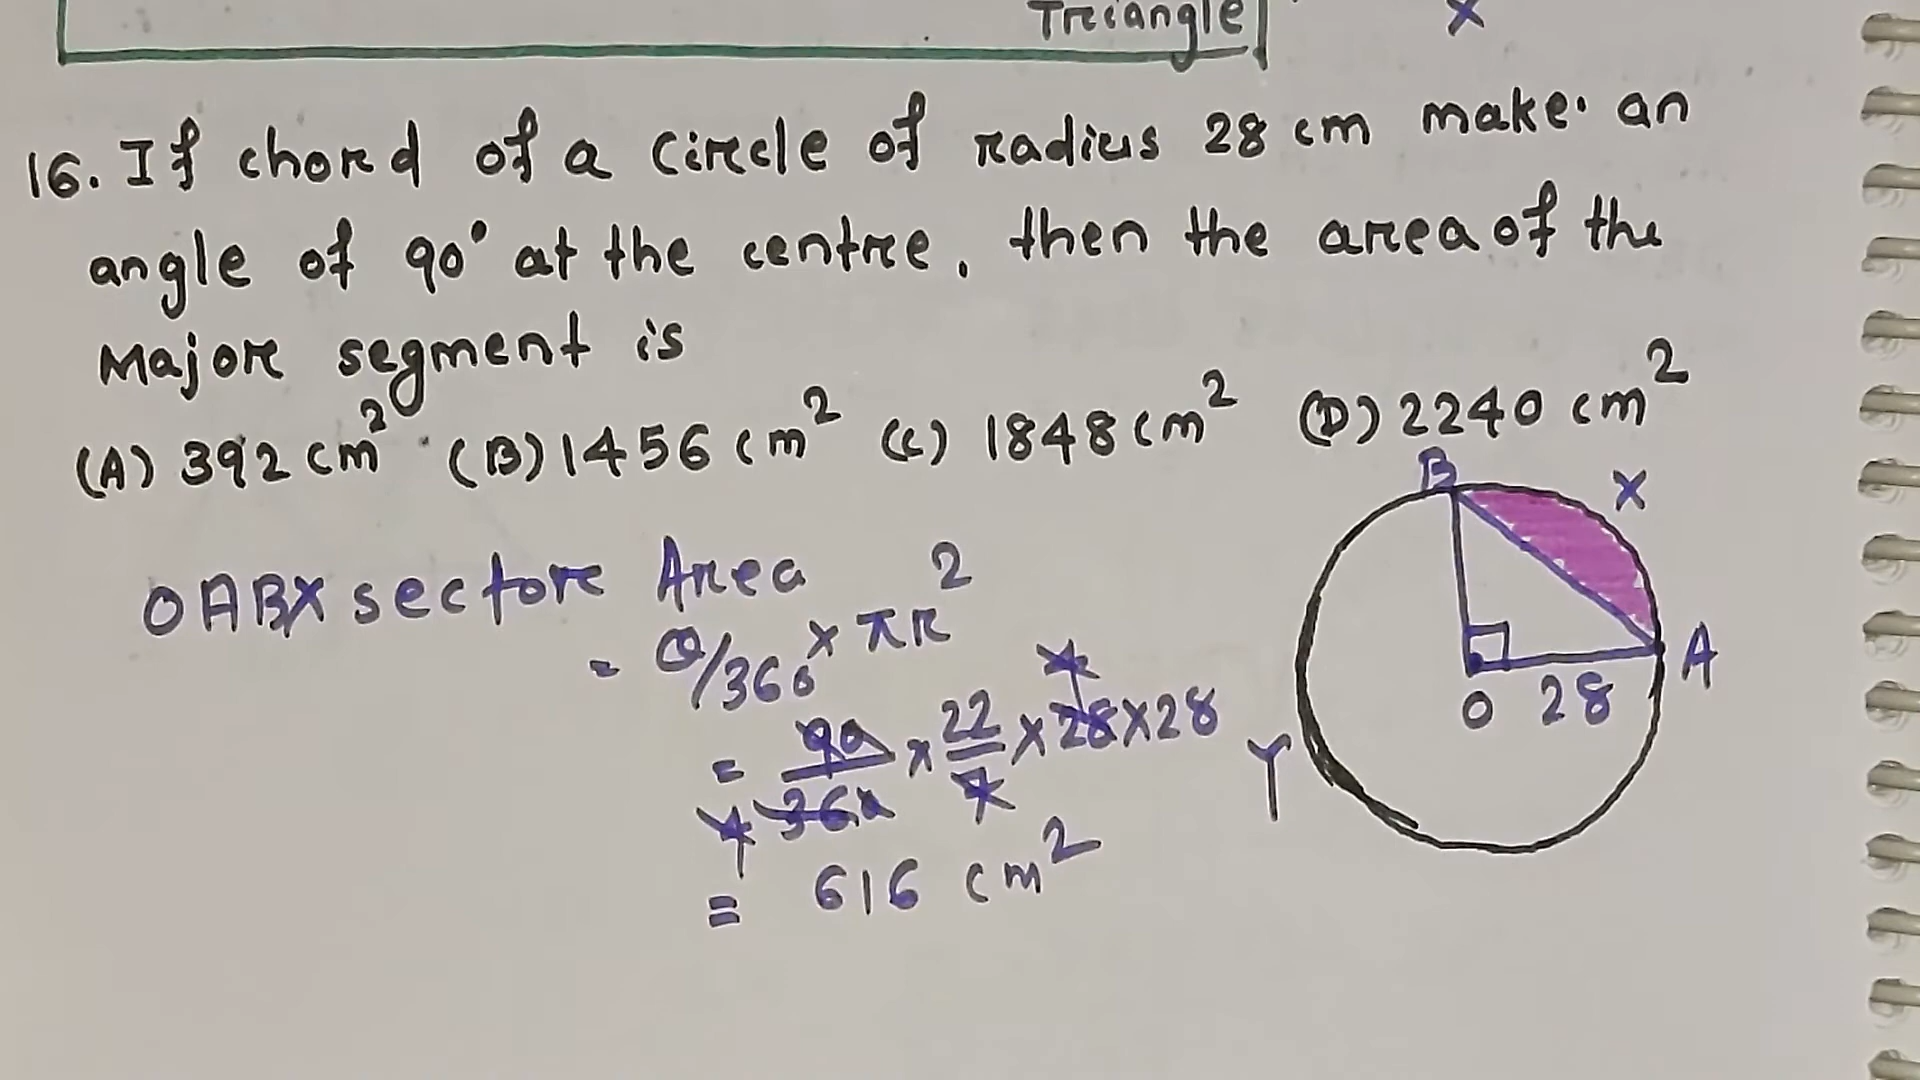 Triangle
X
16. If chord of a circle of radius 28 cm make an
angle of 90° at the centre, then the area of the
Major segment is
(A) 392 cm² (B) 1456 cm² (C) 1848 cm² (D) 2240 cm²
B
X
OABX sector Area
= θ/360 × πr²
A
O 28
4
= 90/360 × 22/7 × 28 × 28
Y
4
= 616 cm²